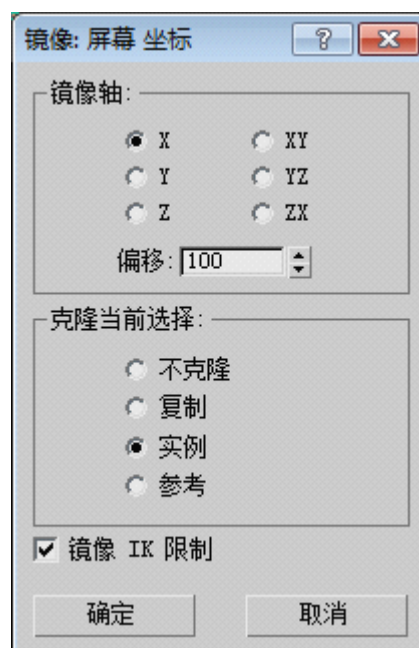 镜像: 屏幕 坐标
镜像轴:
X XY
Y YZ
Z ZX
偏移: 100
克隆当前选择:
不克隆
复制
实例
参考
镜像 IK 限制
确定 取消